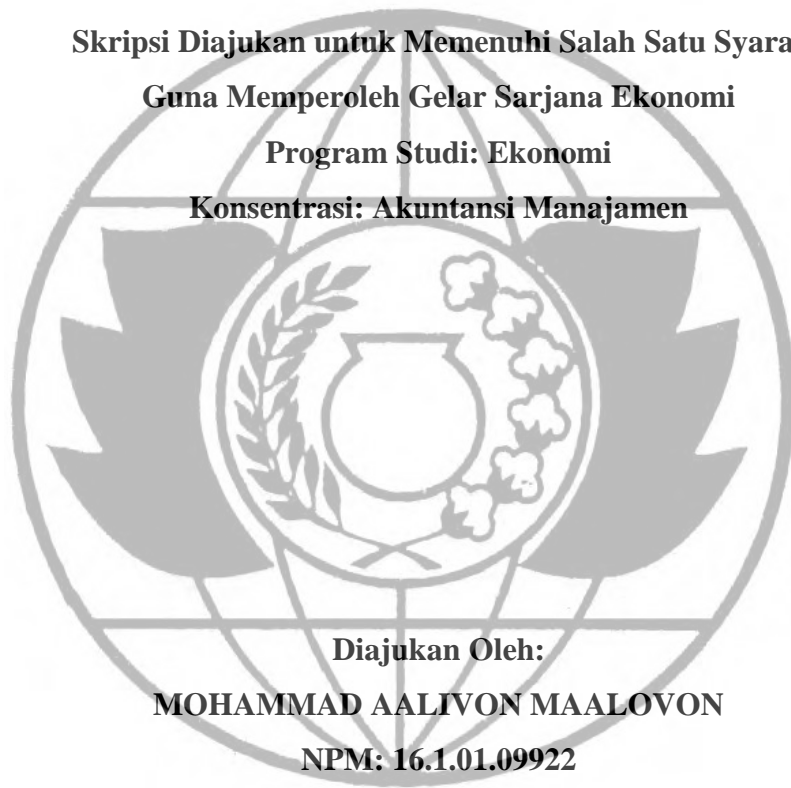 Skripsi Diajukan untuk Memenuhi Salah Satu Syara
Guna Memperoleh Gelar Sarjana Ekonomi
Program Studi: Ekonomi
Konsentrasi: Akuntansi Manajamen
Diajukan Oleh:
MOHAMMAD AALIVON MAALOVON
NPM: 16.1.01.09922